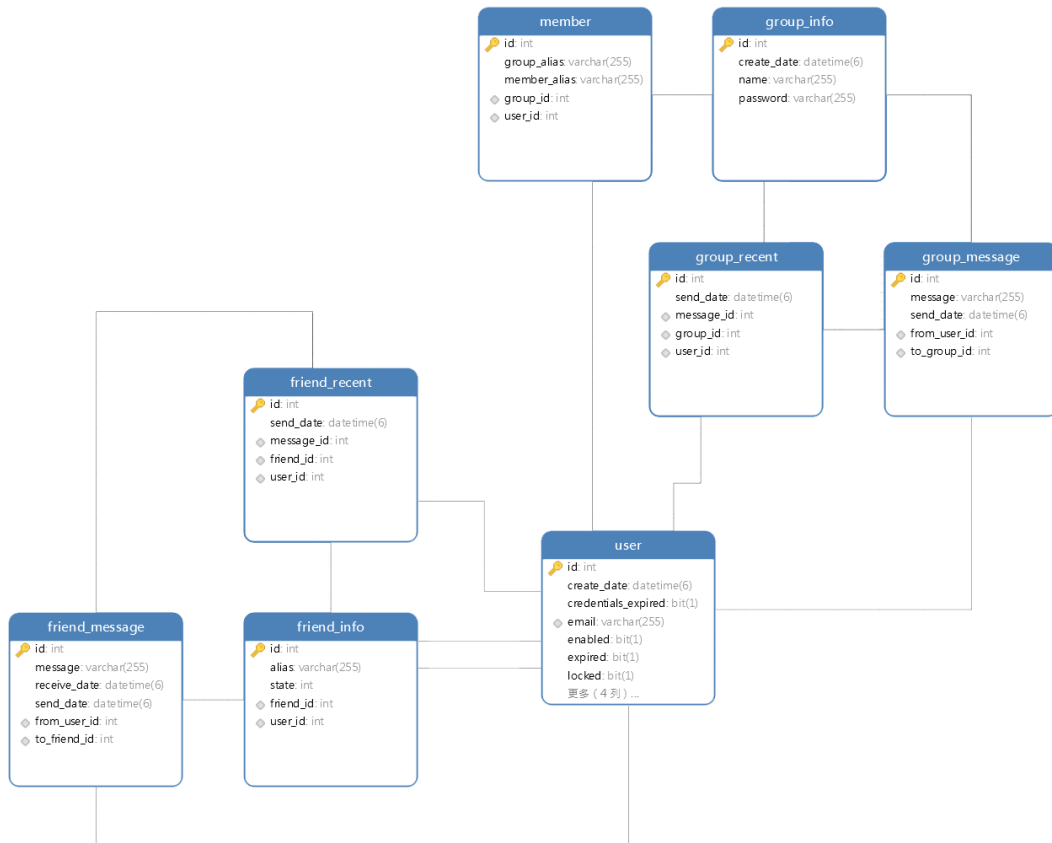 member
id: int
group_alias: varchar(255)
member_alias: varchar(255)
group_id: int
user_id: int
group_info
id: int
create_date: datetime(6)
name: varchar(255)
password: varchar(255)
group_recent
id: int
send_date: datetime(6)
message_id: int
group_id: int
user_id: int
group_message
id: int
message: varchar(255)
send_date: datetime(6)
from_user_id: int
to_group_id: int
friend_recent
id: int
send_date: datetime(6)
message_id: int
friend_id: int
user_id: int
user
id: int
create_date: datetime(6)
credentials_expired: bit(1)
email: varchar(255)
enabled: bit(1)
expired: bit(1)
locked: bit(1)
更多（4 列）...
friend_message
id: int
message: varchar(255)
receive_date: datetime(6)
send_date: datetime(6)
from_user_id: int
to_friend_id: int
friend_info
id: int
alias: varchar(255)
state: int
friend_id: int
user_id: int